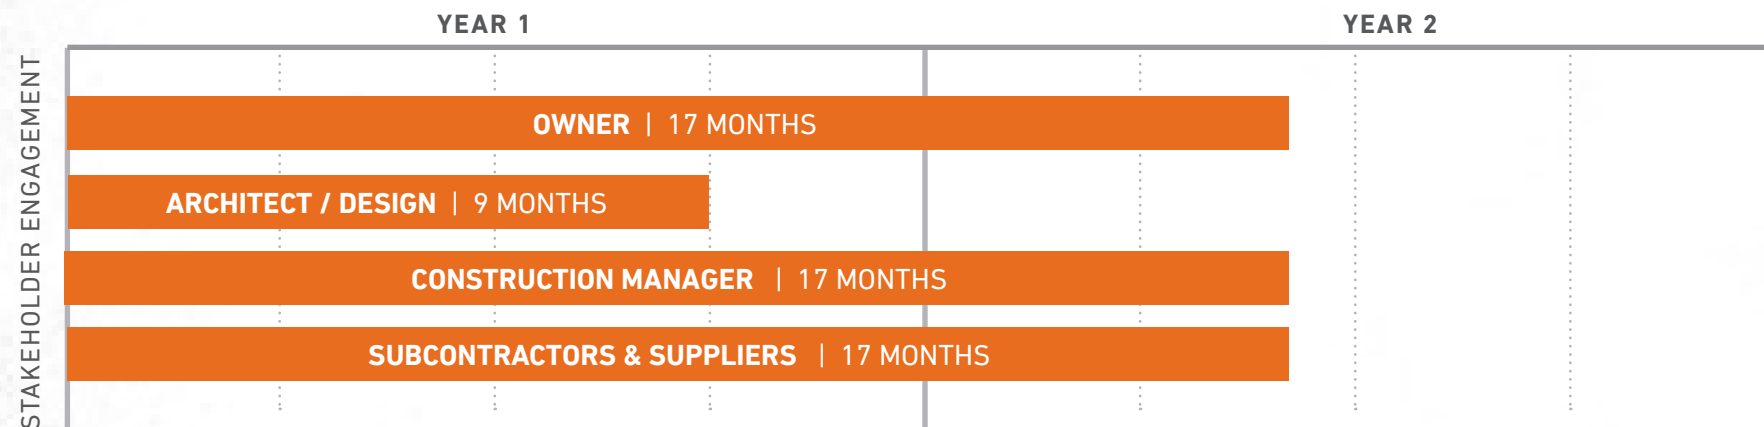 YEAR 1
YEAR 2
STAKEHOLDER ENGAGEMENT
OWNER | 17 MONTHS
ARCHITECT / DESIGN | 9 MONTHS
CONSTRUCTION MANAGER | 17 MONTHS
SUBCONTRACTORS & SUPPLIERS | 17 MONTHS